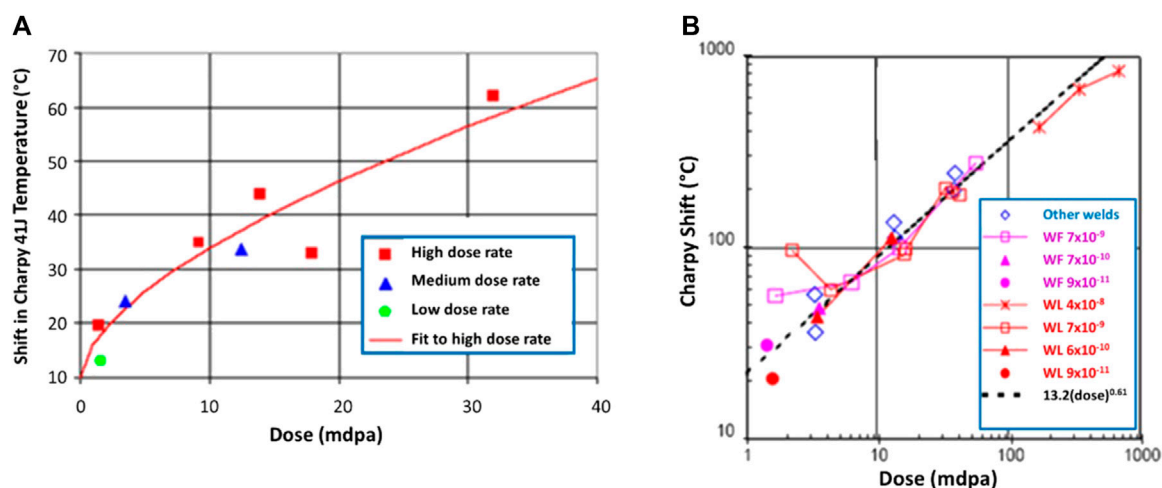 A
Shift in Charpy 41J Temperature (°C)
70
60
50
40
30
20
10
0
10
20
30
40
Dose (mdpa)
High dose rate
Medium dose rate
Low dose rate
Fit to high dose rate
B
Charpy Shift (°C)
1000
100
10
1
10
100
1000
Dose (mdpa)
Other welds
WF 7x10⁻⁹
WF 7x10⁻¹⁰
WF 9x10⁻¹¹
WL 4x10⁻⁸
WL 7x10⁻⁹
WL 6x10⁻¹⁰
WL 9x10⁻¹¹
13.2(dose)⁰·⁶¹